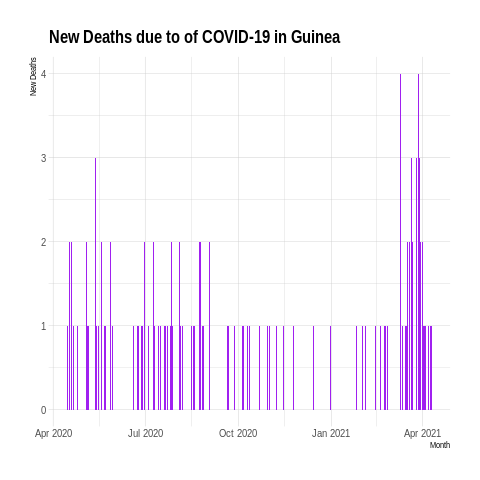 New Deaths due to of COVID-19 in Guinea
New Deaths
4
3
2
1
0
Apr 2020
Jul 2020
Oct 2020
Jan 2021
Apr 2021
Month